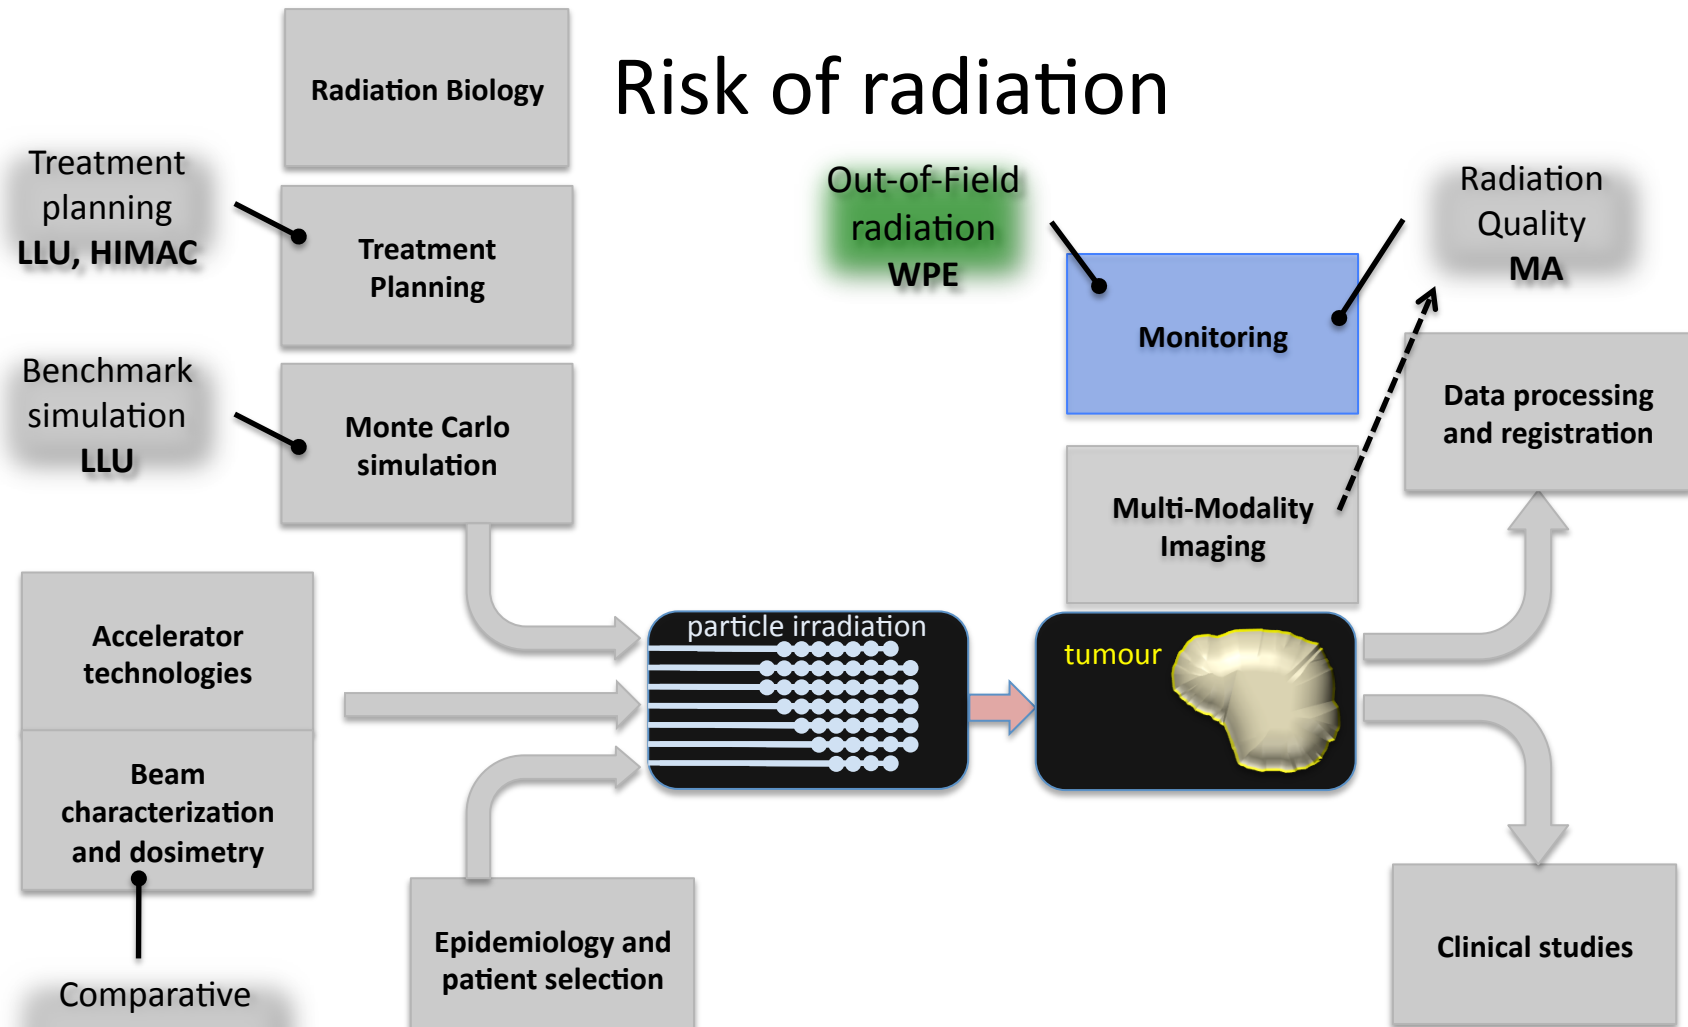 Risk of radiation
Radiation Biology
Treatment
planning
LLU, HIMAC
Treatment
Planning
Out-of-Field
radiation
WPE
Radiation
Quality
MA
Monitoring
Benchmark
simulation
LLU
Monte Carlo
simulation
Data processing
and registration
Multi-Modality
Imaging
Accelerator
technologies
particle irradiation
tumour
Beam
characterization
and dosimetry
Epidemiology and
patient selection
Clinical studies
Comparative